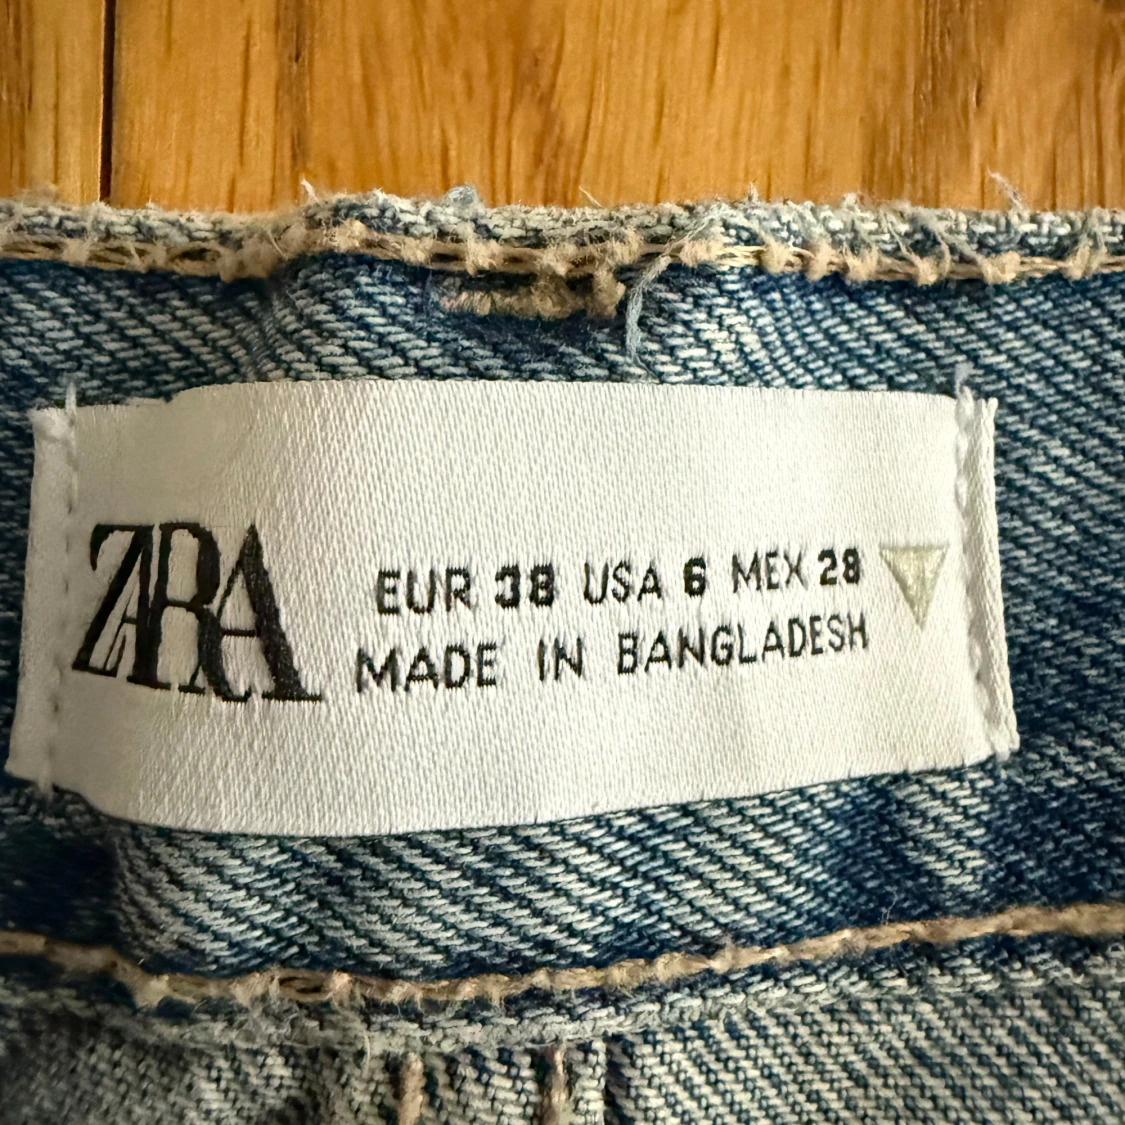 ZARA
EUR 38 USA 6 MEX 28
MADE IN BANGLADESH